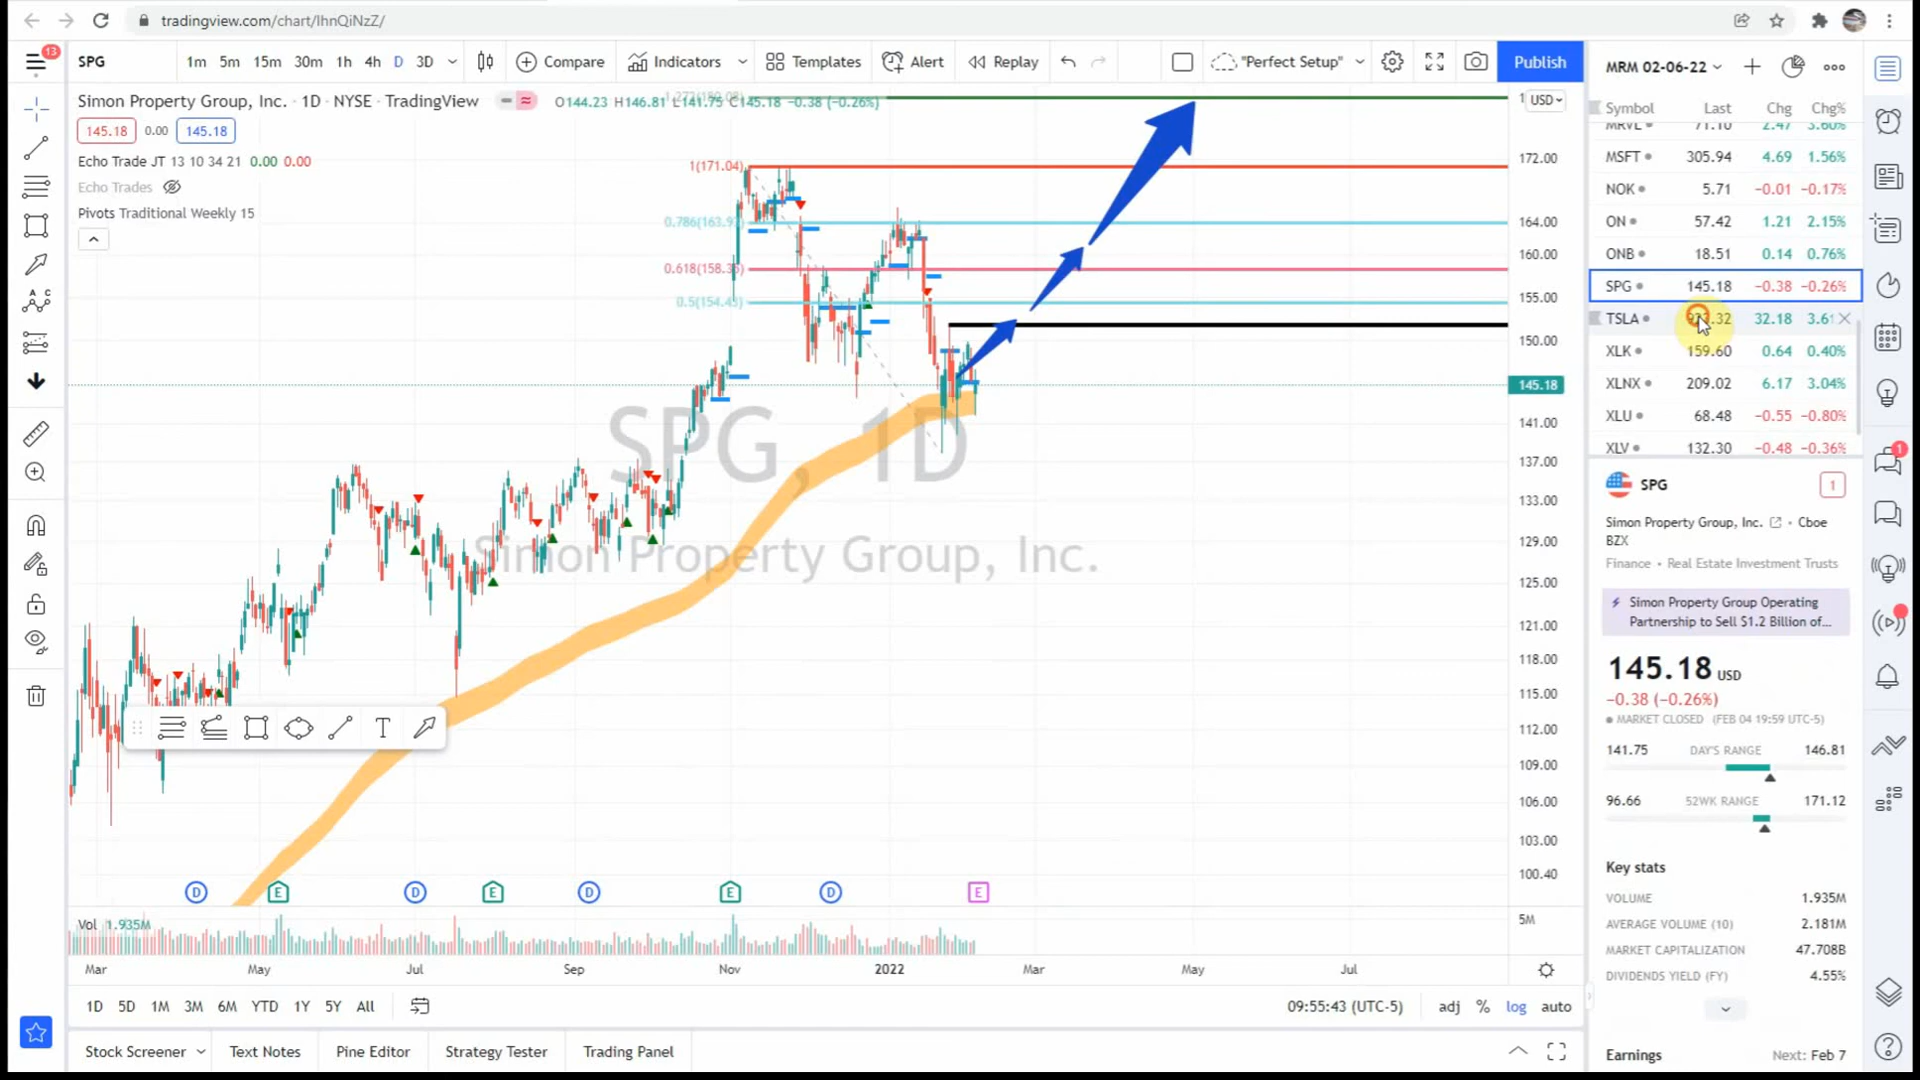 tradingview.com/chart/IhnQiNzZ/
13
SPG
1m 5m 15m 30m 1h 4h D 3D
Compare
Indicators
Templates
Alert
Replay
"Perfect Setup"
Publish
MRM 02-06-22
Simon Property Group, Inc. · 1D · NYSE · TradingView
O144.23 H146.81 L141.75 C145.18 −0.38 (−0.26%)
USD
145.18 0.00 145.18
Echo Trade JT 13 10 34 21 0.00 0.00
Echo Trades
Pivots Traditional Weekly 15
1(171.04)
0.618(158.35)
0.5(154.45)
SPG, 1D
Simon Property Group, Inc.
172.00
164.00
160.00
155.00
150.00
145.18
141.00
137.00
133.00
129.00
125.00
121.00
118.00
115.00
112.00
109.00
106.00
103.00
100.40
5M
Symbol Last Chg Chg%
MRVL 71.10 2.47 3.60%
MSFT 305.94 4.69 1.56%
NOK 5.71 −0.01 −0.17%
ON 57.42 1.21 2.15%
ONB 18.51 0.14 0.76%
SPG 145.18 −0.38 −0.26%
TSLA 32.18
XLK 159.60 0.64 0.40%
XLNX 209.02 6.17 3.04%
XLU 68.48 −0.55 −0.80%
XLV 132.30 −0.48 −0.36%
SPG
1
Simon Property Group, Inc. · Cboe
BZX
Finance · Real Estate Investment Trusts
Simon Property Group Operating
Partnership to Sell $1.2 Billion of...
145.18 USD
−0.38 (−0.26%)
MARKET CLOSED (FEB 04 19:59 UTC-5)
141.75 DAY'S RANGE 146.81
96.66 52WK RANGE 171.12
Key stats
VOLUME 1.935M
AVERAGE VOLUME (10) 2.181M
MARKET CAPITALIZATION 47.708B
DIVIDENDS YIELD (FY) 4.55%
Earnings Next: Feb 7
1
T
D E D E D E D E
Vol 1.935M
Mar May Jul Sep Nov 2022 Mar May Jul
1D 5D 1M 3M 6M YTD 1Y 5Y All
09:55:43 (UTC-5) adj % log auto
Stock Screener Text Notes Pine Editor Strategy Tester Trading Panel